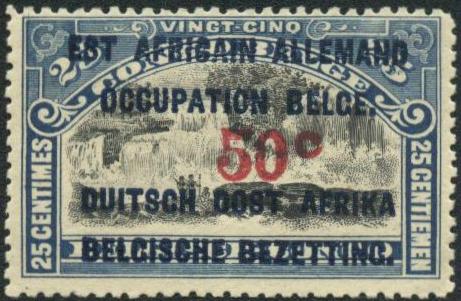 VINGT-CINQ
EST AFRICAIN ALLEMAND
OCCUPATION BELGE.
50c
DUITSCH OOST AFRIKA
BELGISCHE BEZETTING.
25 CENTIMES
25 CENTIEMEN